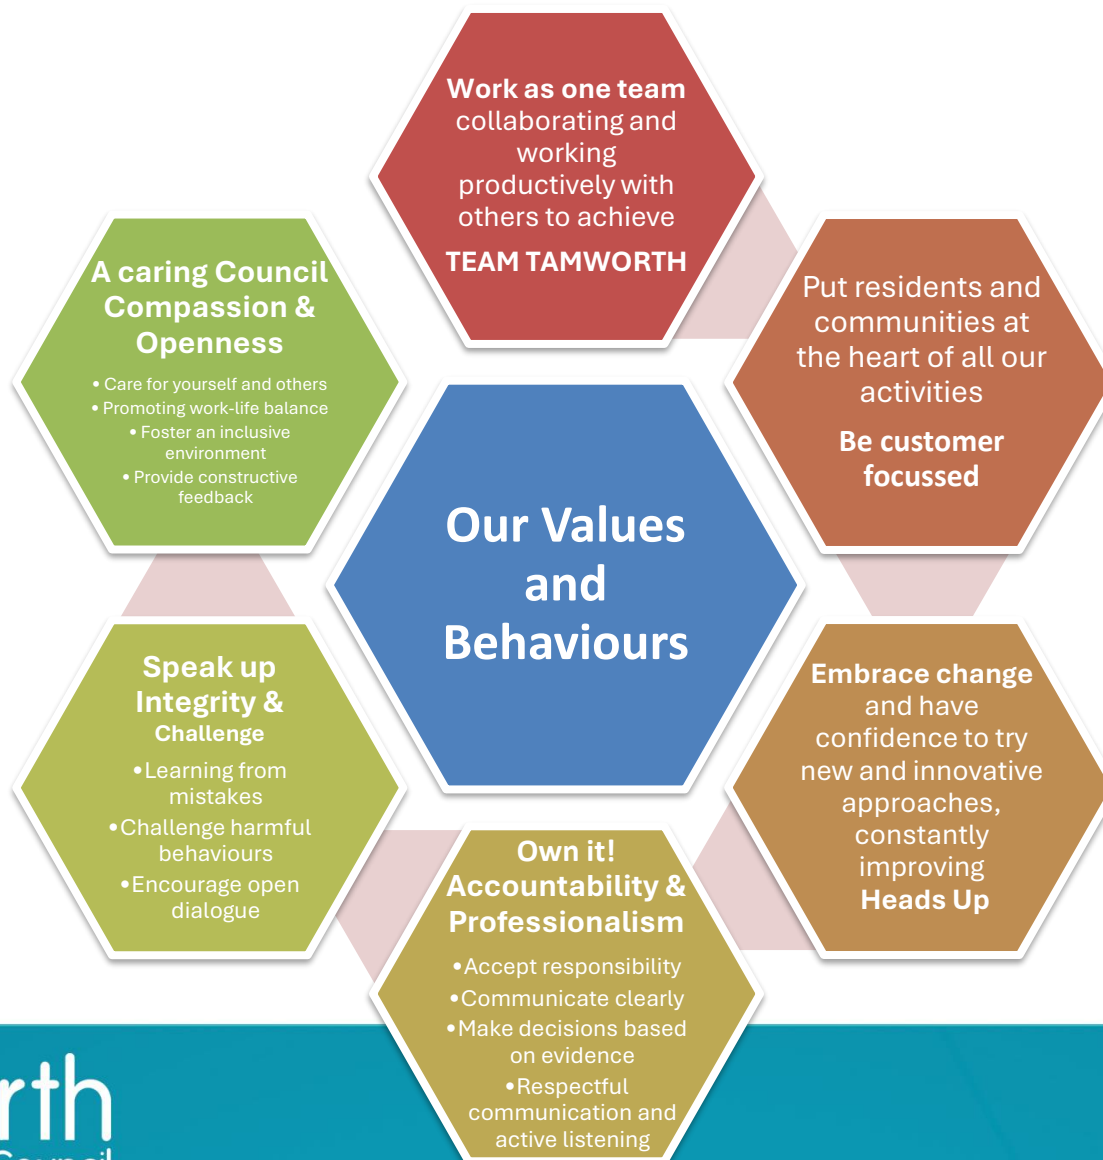 Work as one team
collaborating and
working
productively with
others to achieve
TEAM TAMWORTH
Put residents and
communities at
the heart of all our
activities
Be customer
focussed
Embrace change
and have
confidence to try
new and innovative
approaches,
constantly
improving
Heads Up
Own it!
Accountability &
Professionalism
•Accept responsibility
•Communicate clearly
•Make decisions based
on evidence
•Respectful
communication and
active listening
Speak up
Integrity &
Challenge
•Learning from
mistakes
•Challenge harmful
behaviours
•Encourage open
dialogue
A caring Council
Compassion &
Openness
• Care for yourself and others
• Promoting work-life balance
• Foster an inclusive
environment
• Provide constructive
feedback
Our Values
and
Behaviours
rth
Council